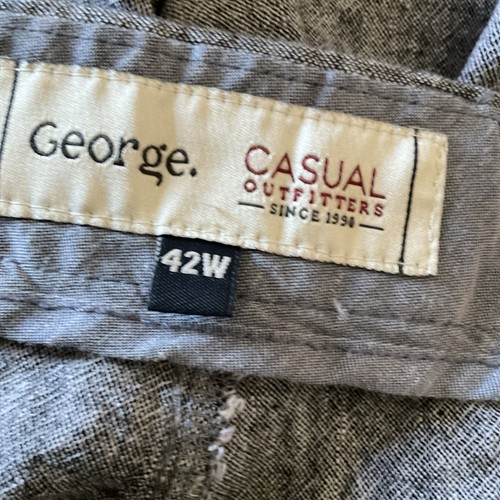 George.
CASUAL
OUTFITTERS
SINCE 1990
42W